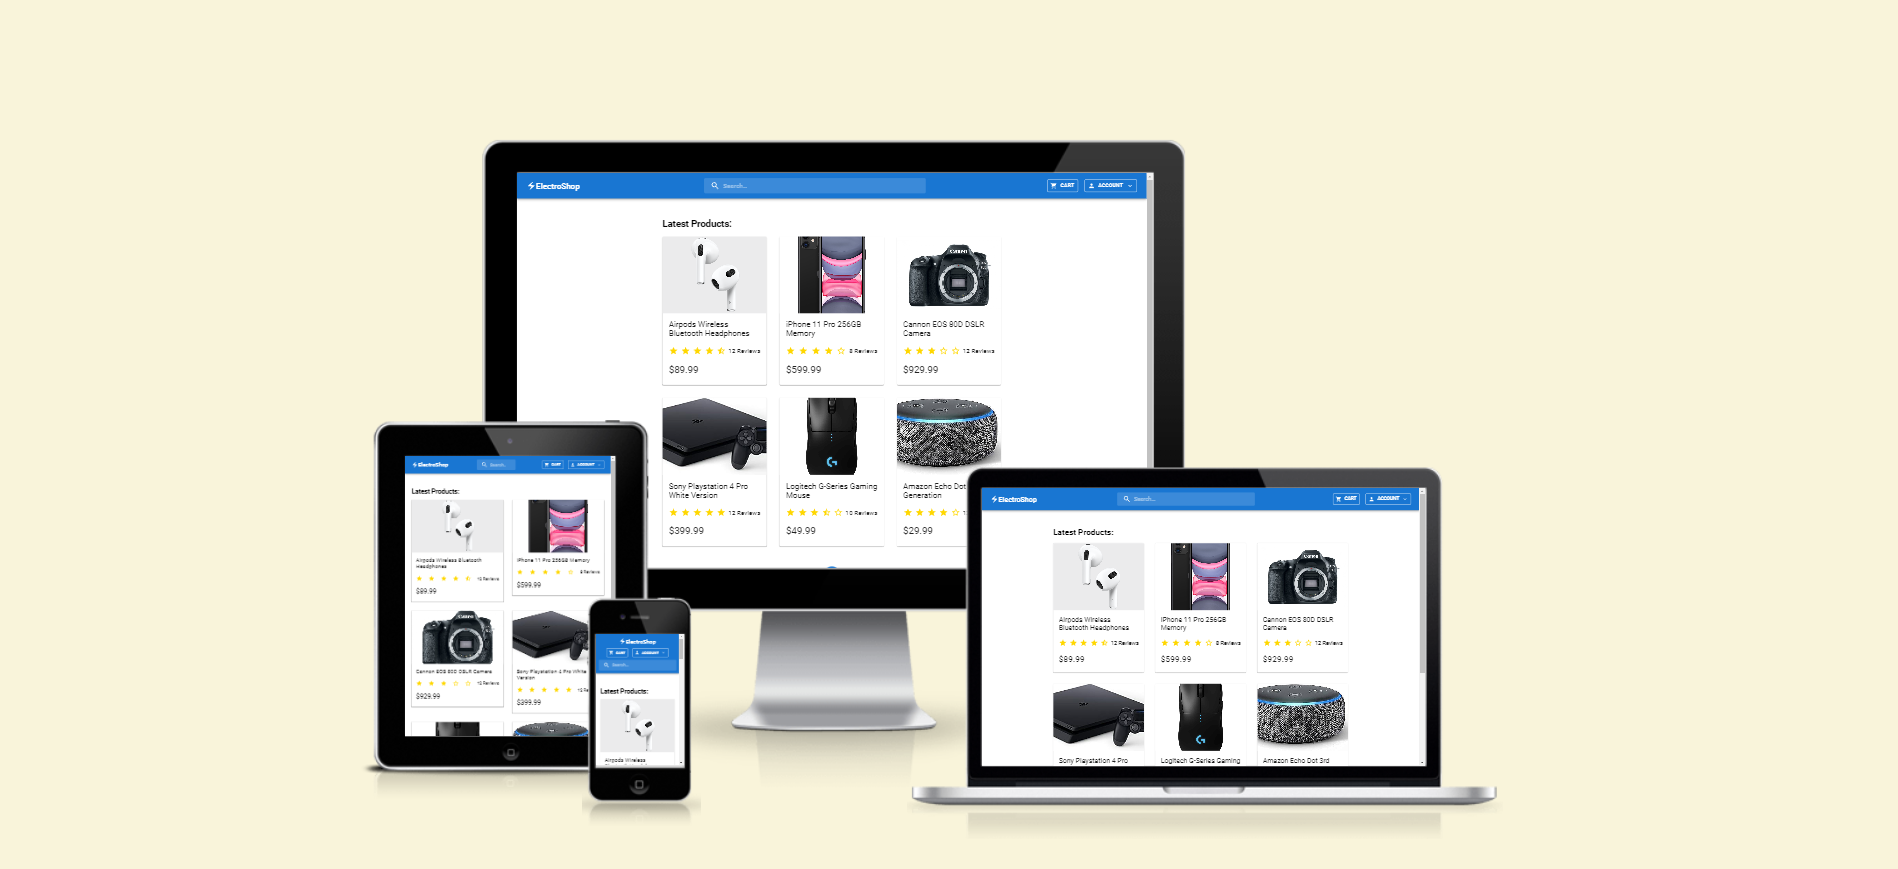 ElectroShop
Search...
CART
ACCOUNT
Latest Products:
Airpods Wireless
Bluetooth Headphones
12 Reviews
$89.99
iPhone 11 Pro 256GB
Memory
8 Reviews
$599.99
Cannon EOS 80D DSLR
Camera
12 Reviews
$929.99
Sony Playstation 4 Pro
White Version
12 Reviews
$399.99
Logitech G-Series Gaming
Mouse
10 Reviews
$49.99
Amazon Echo Dot
Generation
$29.99
ElectroShop
Search...
CART
ACCOUNT
Latest Products:
Airpods Wireless Bluetooth
Headphones
12 Reviews
$89.99
iPhone 11 Pro 256GB Memory
8 Reviews
$599.99
Cannon EOS 80D DSLR Camera
12 Reviews
$929.99
Sony Playstation 4 Pro White
Version
$399.99
ElectroShop
CART
ACCOUNT
Search...
Latest Products:
Airpods Wireless
ElectroShop
Search...
CART
ACCOUNT
Latest Products:
Airpods Wireless
Bluetooth Headphones
12 Reviews
$89.99
iPhone 11 Pro 256GB
Memory
8 Reviews
$599.99
Cannon EOS 80D DSLR
Camera
12 Reviews
$929.99
Sony Playstation 4 Pro
Logitech G-Series Gaming
Amazon Echo Dot 3rd